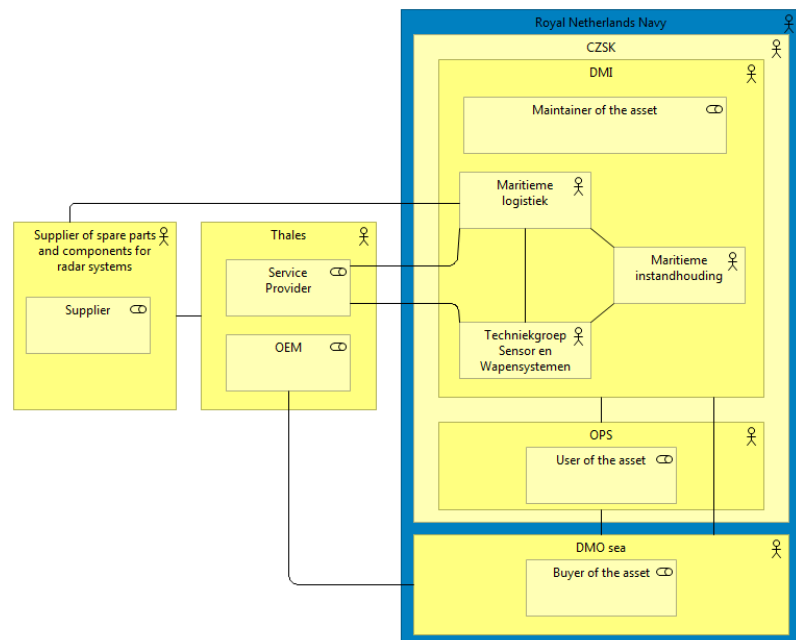 Royal Netherlands Navy
CZSK
DMI
Maintainer of the asset
Maritieme
logistiek
Maritieme
instandhouding
Techniekgroep
Sensor en
Wapensystemen
Supplier of spare parts
and components for
radar systems
Supplier
Thales
Service
Provider
OEM
OPS
User of the asset
DMO sea
Buyer of the asset